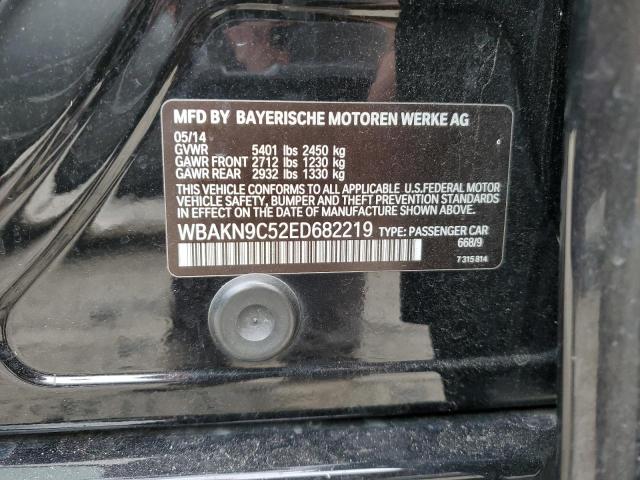 MFD BY BAYERISCHE MOTOREN WERKE AG
05/14
GVWR 5401 lbs 2450 kg
GAWR FRONT 2712 lbs 1230 kg
GAWR REAR 2932 lbs 1330 kg
THIS VEHICLE CONFORMS TO ALL APPLICABLE U.S.FEDERAL MOTOR
VEHICLE SAFETY, BUMPER, AND THEFT PREVENTION STANDARDS
IN EFFECT ON THE DATE OF MANUFACTURE SHOWN ABOVE.
WBAKN9C52ED682219 TYPE: PASSENGER CAR
668/9
7 315 814